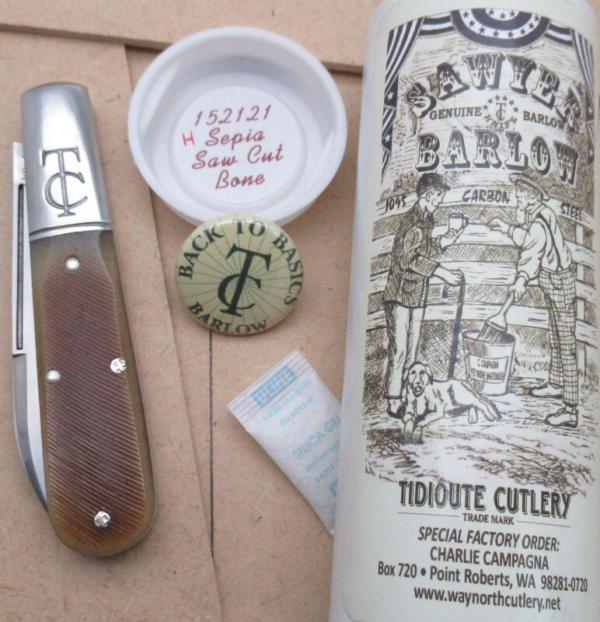 TC
152121
H Sepia
Saw Cut
Bone
BACK TO BASICS
TC
BARLOW
SILICA GEL
SAWYER
GENUINE BARLOW
BARLOW
1095 CARBON STEEL
C. CAMPAGNA
TIDIOUTE CUTLERY
TRADE MARK
SPECIAL FACTORY ORDER:
CHARLIE CAMPAGNA
Box 720 • Point Roberts, WA 98281-0720
www.waynorthcutlery.net